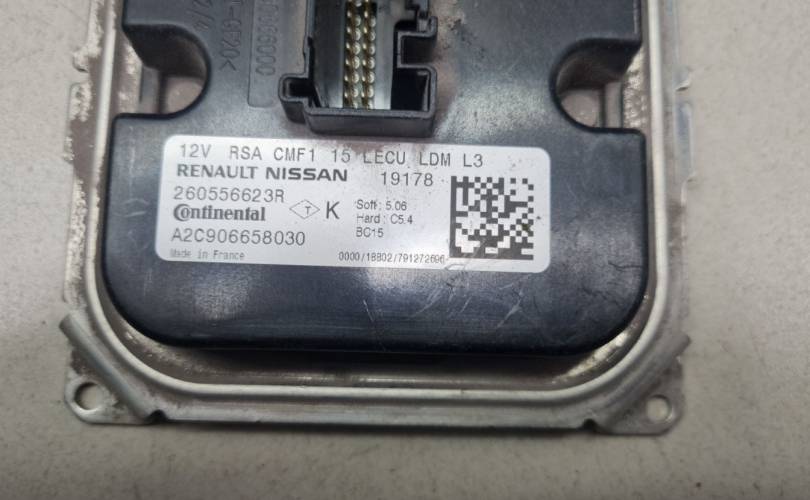 12V RSA CMF1 15 LECU LDM L3
RENAULT NISSAN 19178
260556623R
Continental T K Soft: 5.06
Hard: C5.4
A2C906658030 BC15
Made in France 0000/18802/791272696